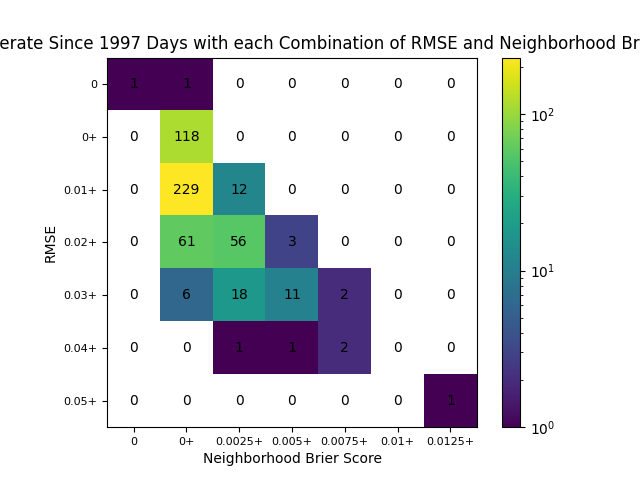 erate Since 1997 Days with each Combination of RMSE and Neighborhood Br
0 1 1 0 0 0 0 0
0+ 0 118 0 0 0 0 0
0.01+ 0 229 12 0 0 0 0
0.02+ 0 61 56 3 0 0 0
0.03+ 0 6 18 11 2 0 0
0.04+ 0 0 1 1 2 0 0
0.05+ 0 0 0 0 0 0 1
0 0+ 0.0025+ 0.005+ 0.0075+ 0.01+ 0.0125+
Neighborhood Brier Score
RMSE
10²
10¹
10⁰